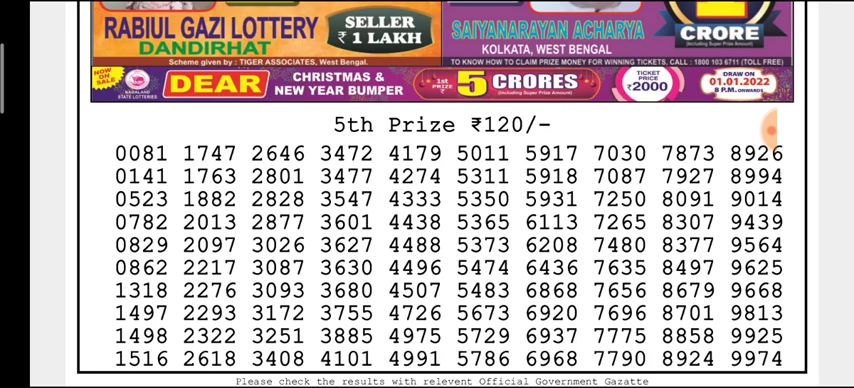 RABIUL GAZI LOTTERY
DANDIRHAT
SELLER
₹ 1 LAKH
Scheme given by : TIGER ASSOCIATES, West Bengal.
SAIYANARAYAN ACHARYA
KOLKATA, WEST BENGAL
CRORE
(Including Super Prize Amount)
TO KNOW HOW TO CLAIM PRIZE MONEY FOR WINNING TICKETS, CALL : 1800 103 6711 (TOLL FREE)
NOW ON SALE
NAGALAND STATE LOTTERIES
DEAR
CHRISTMAS &
NEW YEAR BUMPER
1st PRIZE ₹
5 CRORES
(Including Super Prize Amount)
TICKET PRICE
₹2000
DRAW ON
01.01.2022
8 P.M. ONWARDS
5th Prize ₹120/-
0081 1747 2646 3472 4179 5011 5917 7030 7873 8926
0141 1763 2801 3477 4274 5311 5918 7087 7927 8994
0523 1882 2828 3547 4333 5350 5931 7250 8091 9014
0782 2013 2877 3601 4438 5365 6113 7265 8307 9439
0829 2097 3026 3627 4488 5373 6208 7480 8377 9564
0862 2217 3087 3630 4496 5474 6436 7635 8497 9625
1318 2276 3093 3680 4507 5483 6868 7656 8679 9668
1497 2293 3172 3755 4726 5673 6920 7696 8701 9813
1498 2322 3251 3885 4975 5729 6937 7775 8858 9925
1516 2618 3408 4101 4991 5786 6968 7790 8924 9974
Please check the results with relevent Official Government Gazatte